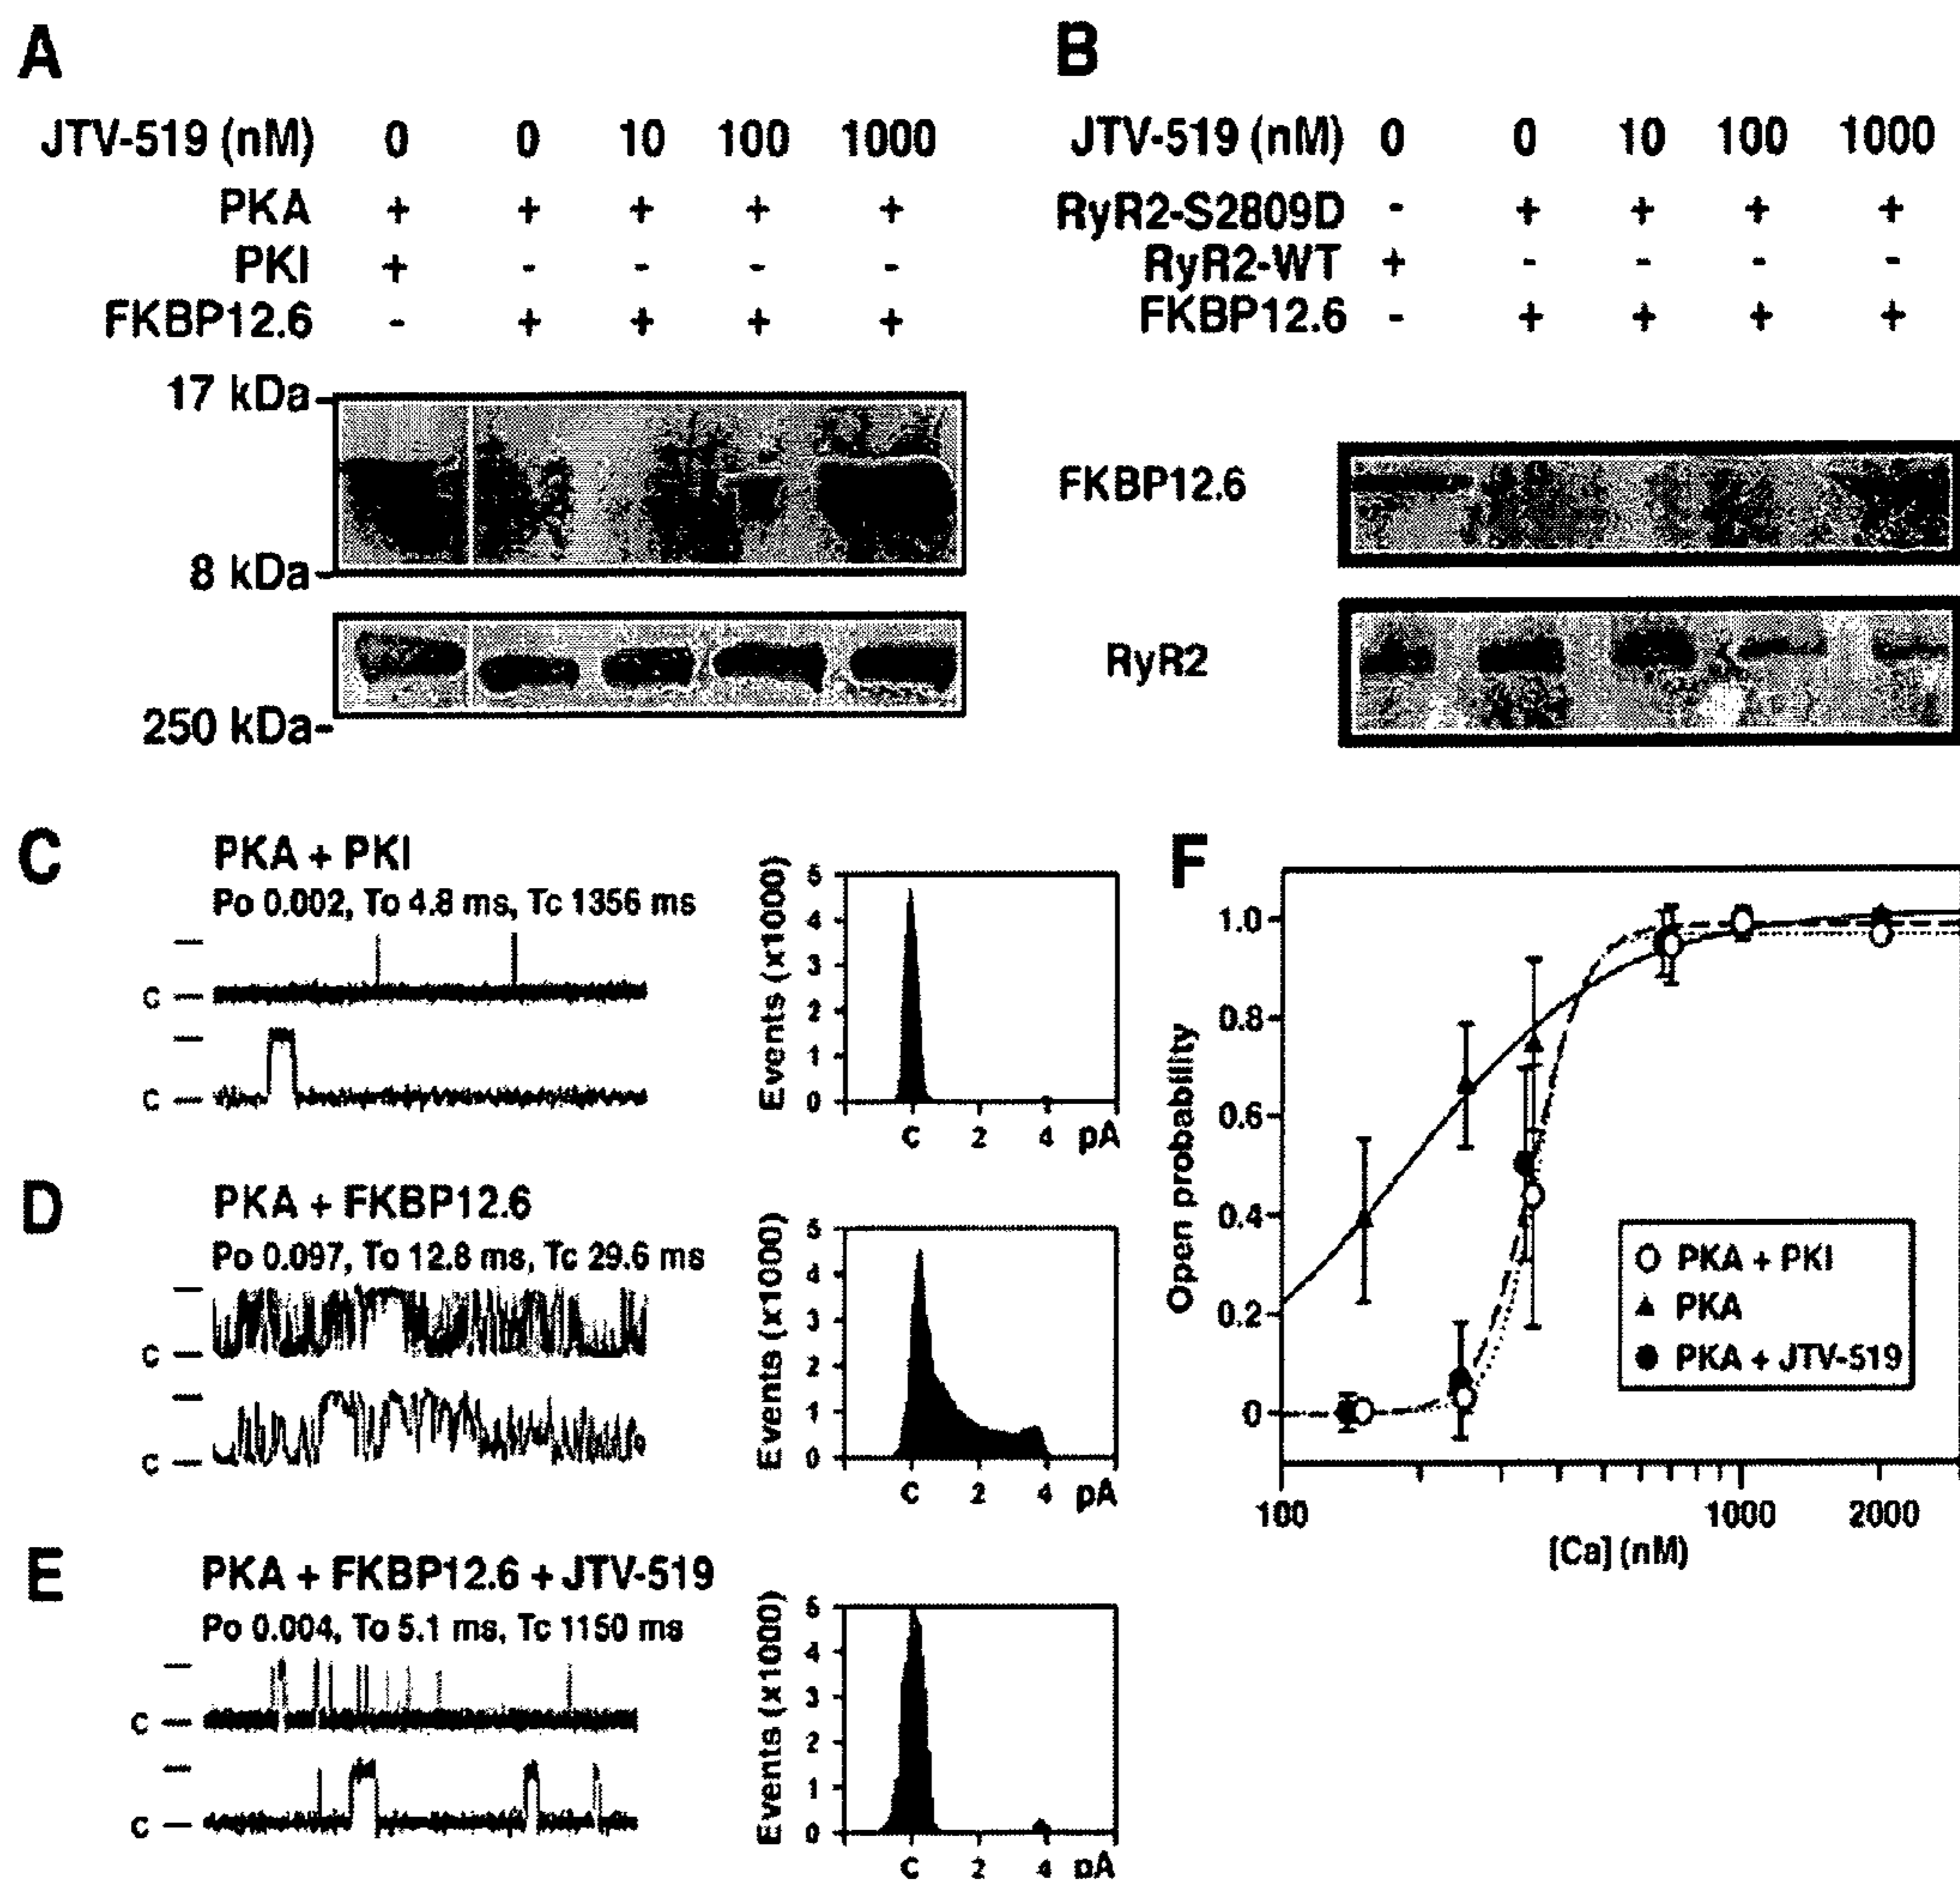 A
JTV-519 (nM) 0 0 10 100 1000
PKA + + + + +
PKI + - - - -
FKBP12.6 - + + + +
17 kDa-
8 kDa-
250 kDa-
B
JTV-519 (nM) 0 0 10 100 1000
RyR2-S2809D - + + + +
RyR2-WT + - - - -
FKBP12.6 - + + + +
FKBP12.6
RyR2
C
PKA + PKI
Po 0.002, To 4.8 ms, Tc 1356 ms
c
c
Events (x1000)
5
4
3
2
1
0
c 2 4 pA
D
PKA + FKBP12.6
Po 0.097, To 12.8 ms, Tc 29.6 ms
c
c
Events (x1000)
5
4
3
2
1
0
c 2 4 pA
E
PKA + FKBP12.6 + JTV-519
Po 0.004, To 5.1 ms, Tc 1150 ms
c
c
Events (x1000)
5
4
3
2
1
0
c 2 4 pA
F
Open probability
1.0
0.8
0.6
0.4
0.2
0
PKA + PKI
PKA
PKA + JTV-519
100 1000 2000
[Ca] (nM)